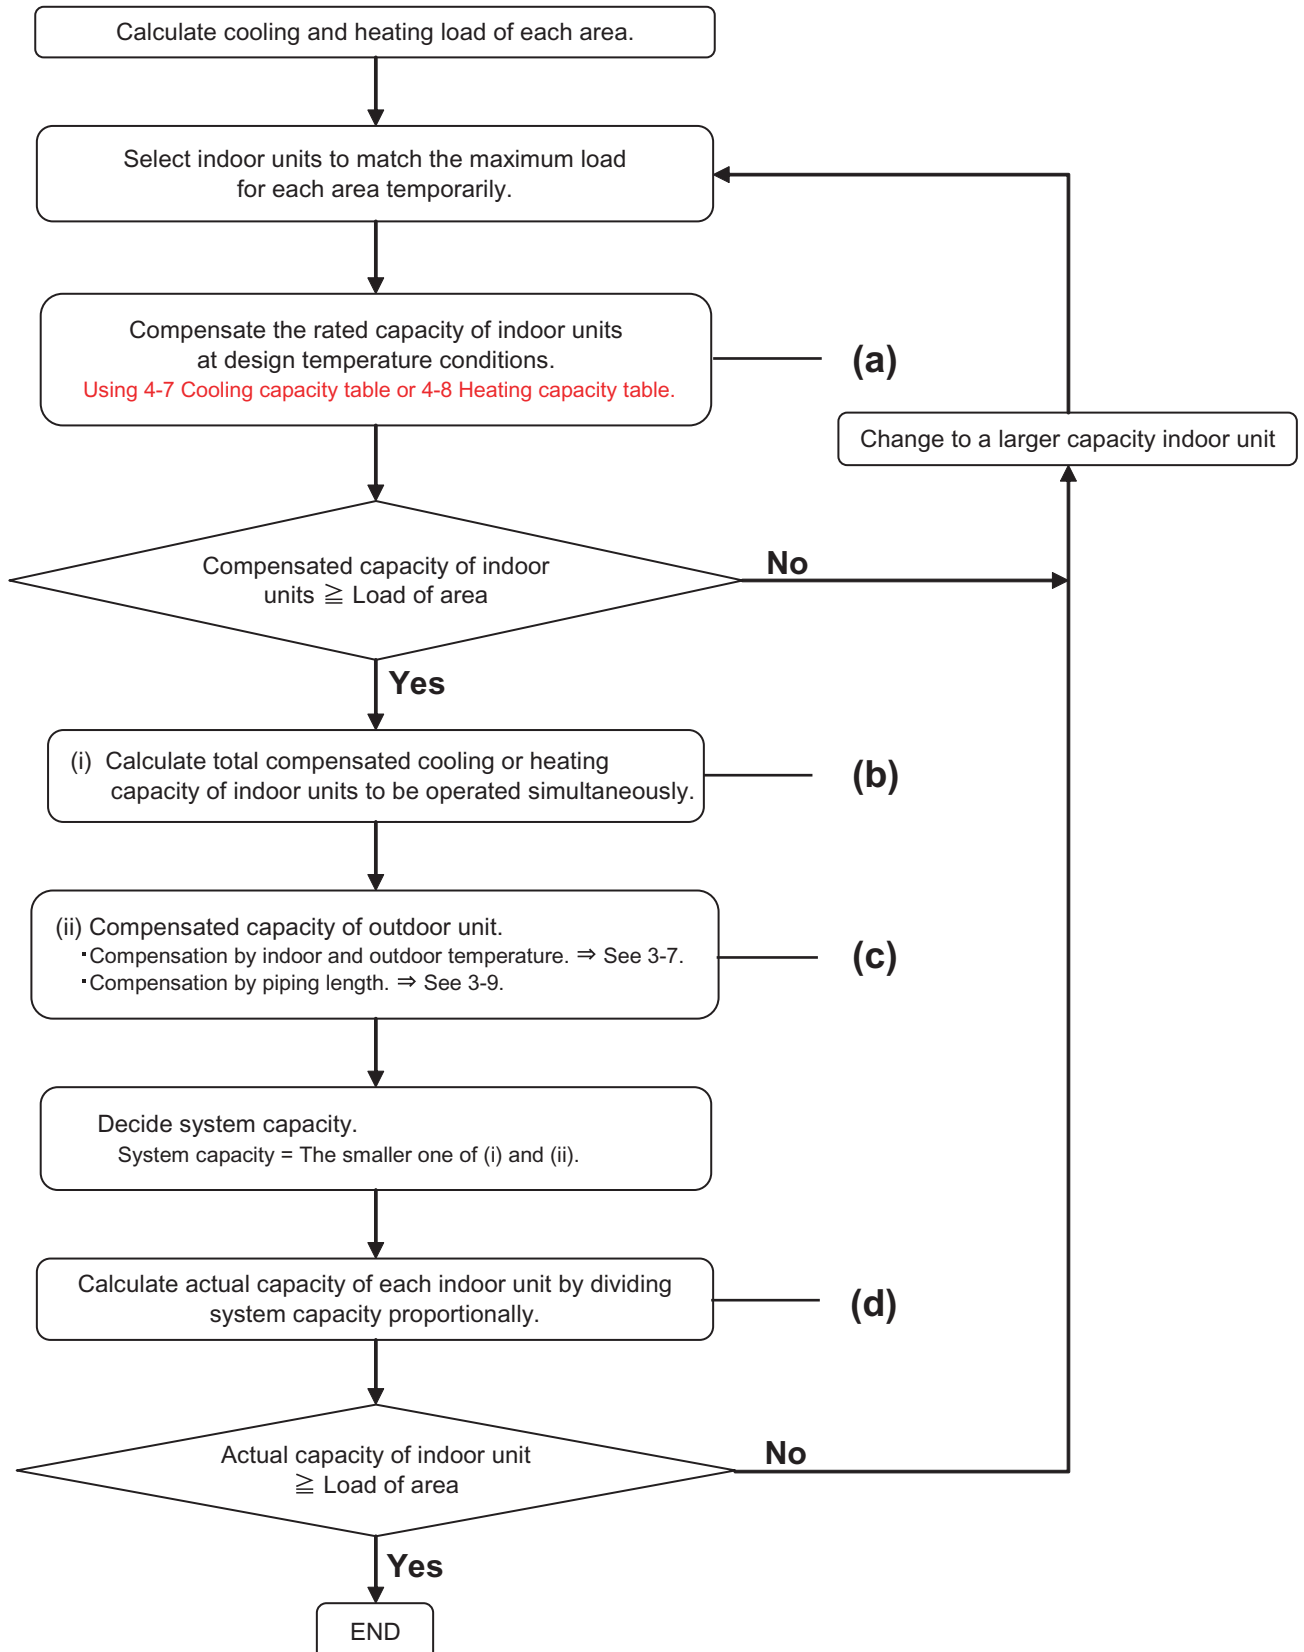 Calculate cooling and heating load of each area.
Select indoor units to match the maximum load
for each area temporarily.
Compensate the rated capacity of indoor units
at design temperature conditions.
Using 4-7 Cooling capacity table or 4-8 Heating capacity table.
(a)
Change to a larger capacity indoor unit
Compensated capacity of indoor
units ≧ Load of area
No
Yes
(i) Calculate total compensated cooling or heating
capacity of indoor units to be operated simultaneously.
(b)
(ii) Compensated capacity of outdoor unit.
・Compensation by indoor and outdoor temperature. ⇒ See 3-7.
・Compensation by piping length. ⇒ See 3-9.
(c)
Decide system capacity.
System capacity = The smaller one of (i) and (ii).
Calculate actual capacity of each indoor unit by dividing
system capacity proportionally.
(d)
Actual capacity of indoor unit
≧ Load of area
No
Yes
END